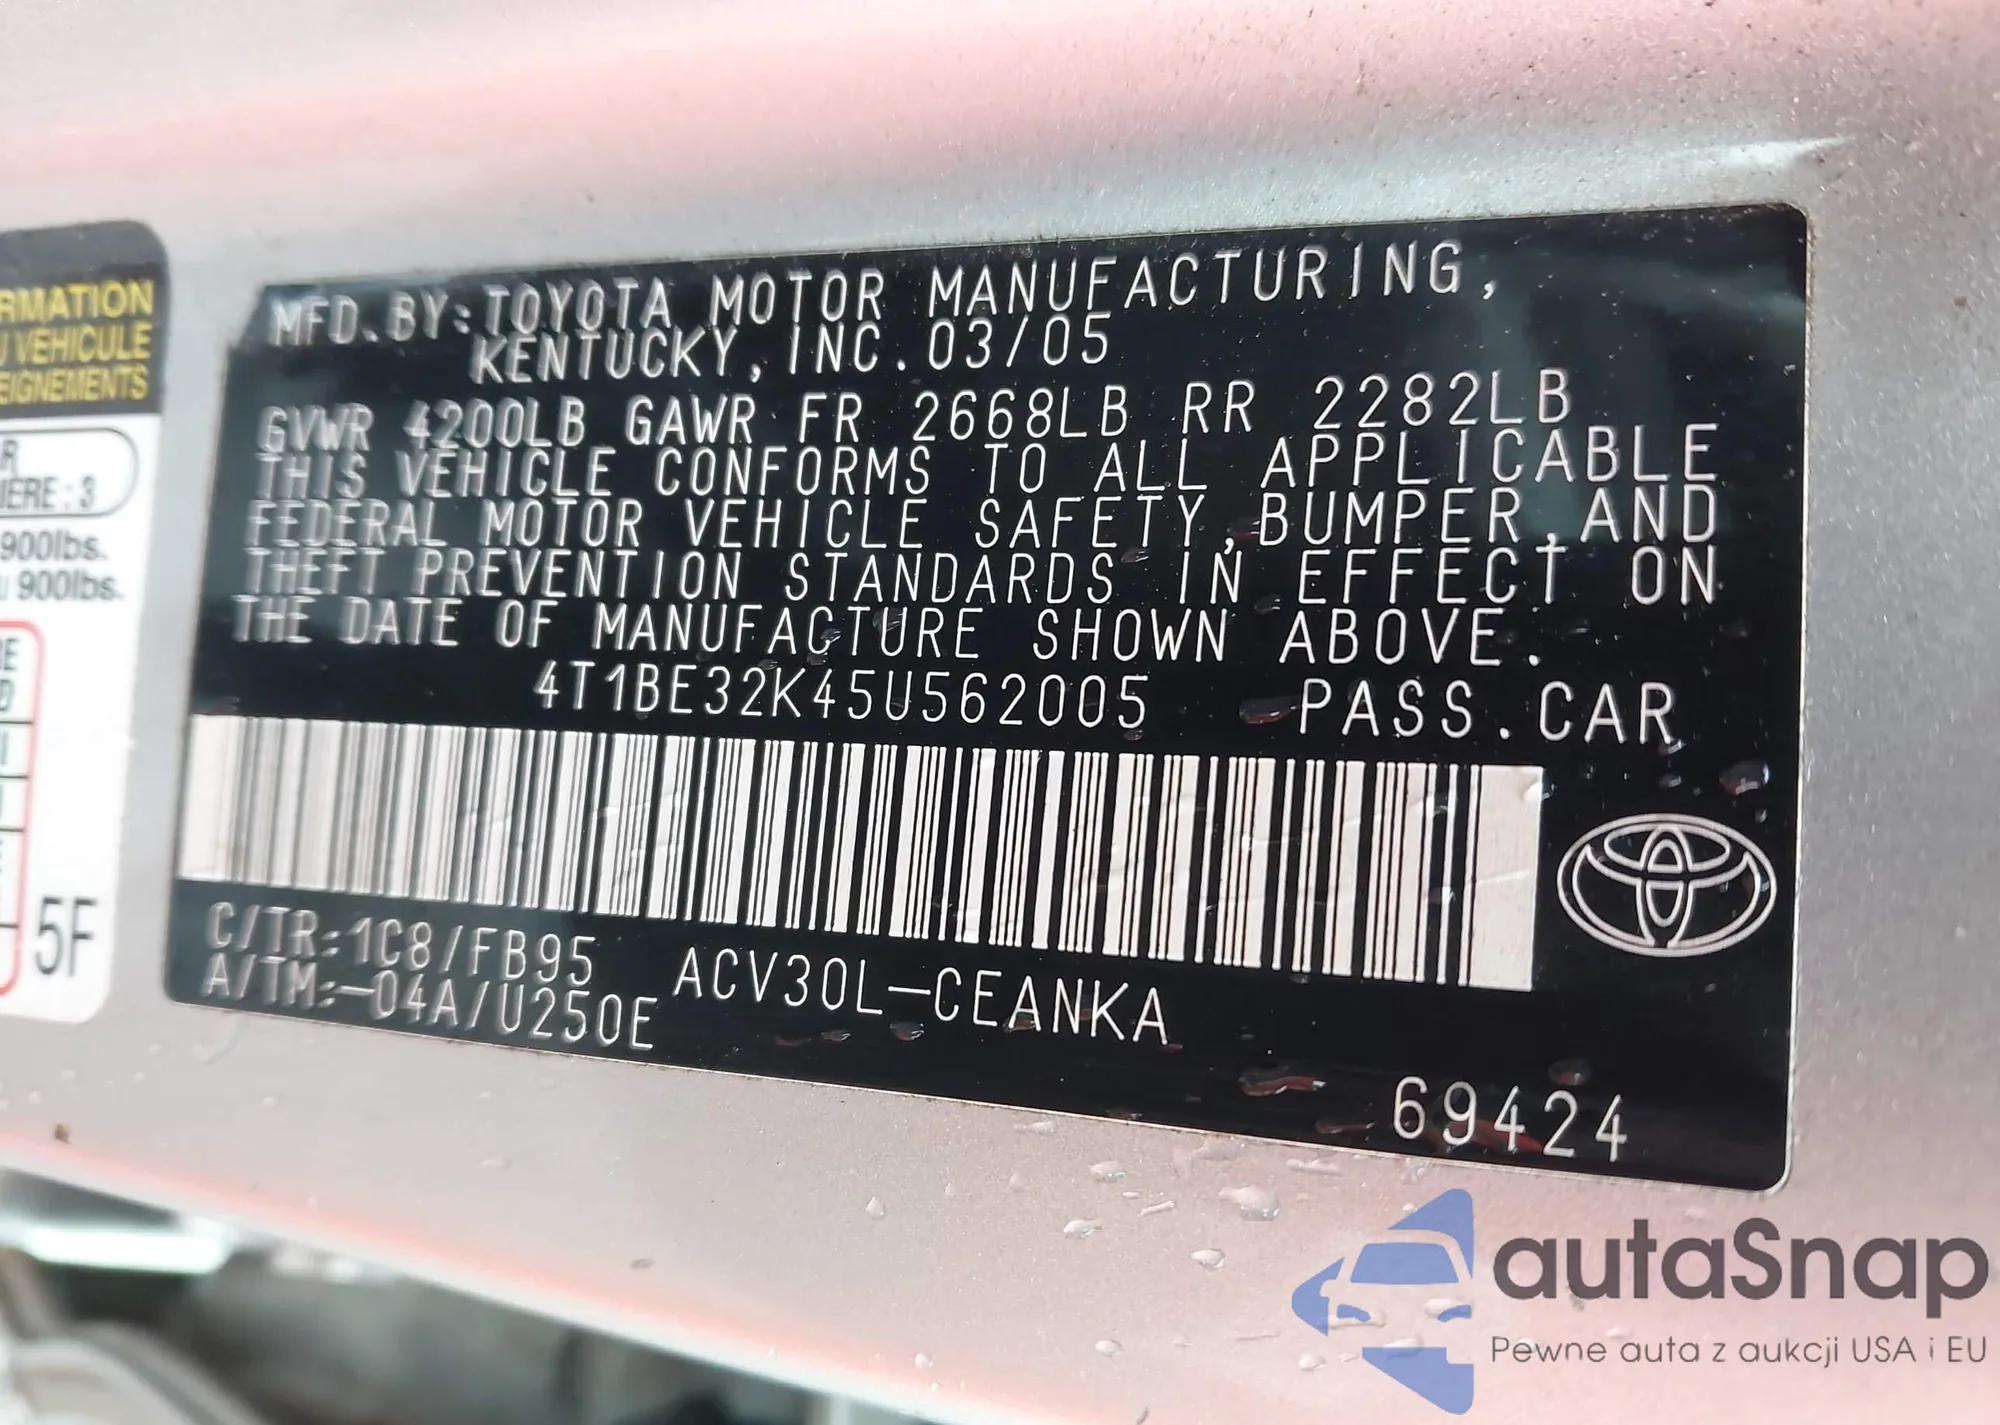 RMATION
U VÉHICULE
EIGNEMENTS
R
IÈRE : 3
900lbs.
u 900lbs.
5F
MFD. BY: TOYOTA MOTOR MANUFACTURING,
KENTUCKY, INC. 03/05
GVWR 4200LB GAWR FR 2668LB RR 2282LB
THIS VEHICLE CONFORMS TO ALL APPLICABLE
FEDERAL MOTOR VEHICLE SAFETY, BUMPER, AND
THEFT PREVENTION STANDARDS IN EFFECT ON
THE DATE OF MANUFACTURE SHOWN ABOVE.
4T1BE32K45U562005 PASS. CAR
C/TR: 1C8/FB95 ACV30L-CEANKA
A/TM: -04A/U250E
69424
autaSnap
Pewne auta z aukcji USA i EU